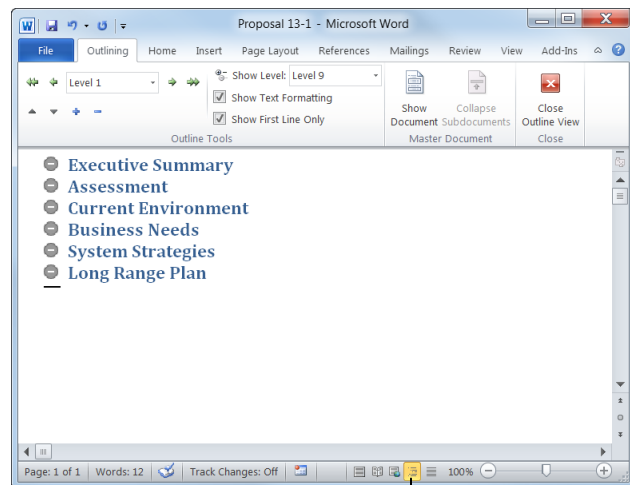 Proposal 13-1 - Microsoft Word
File Outlining Home Insert Page Layout References Mailings Review View Add-Ins
Level 1 Show Level: Level 9
Show Text Formatting
Show First Line Only
Show Document Collapse Subdocuments Close Outline View
Outline Tools Master Document Close
Executive Summary
Assessment
Current Environment
Business Needs
System Strategies
Long Range Plan
Page: 1 of 1 Words: 12 Track Changes: Off 100%